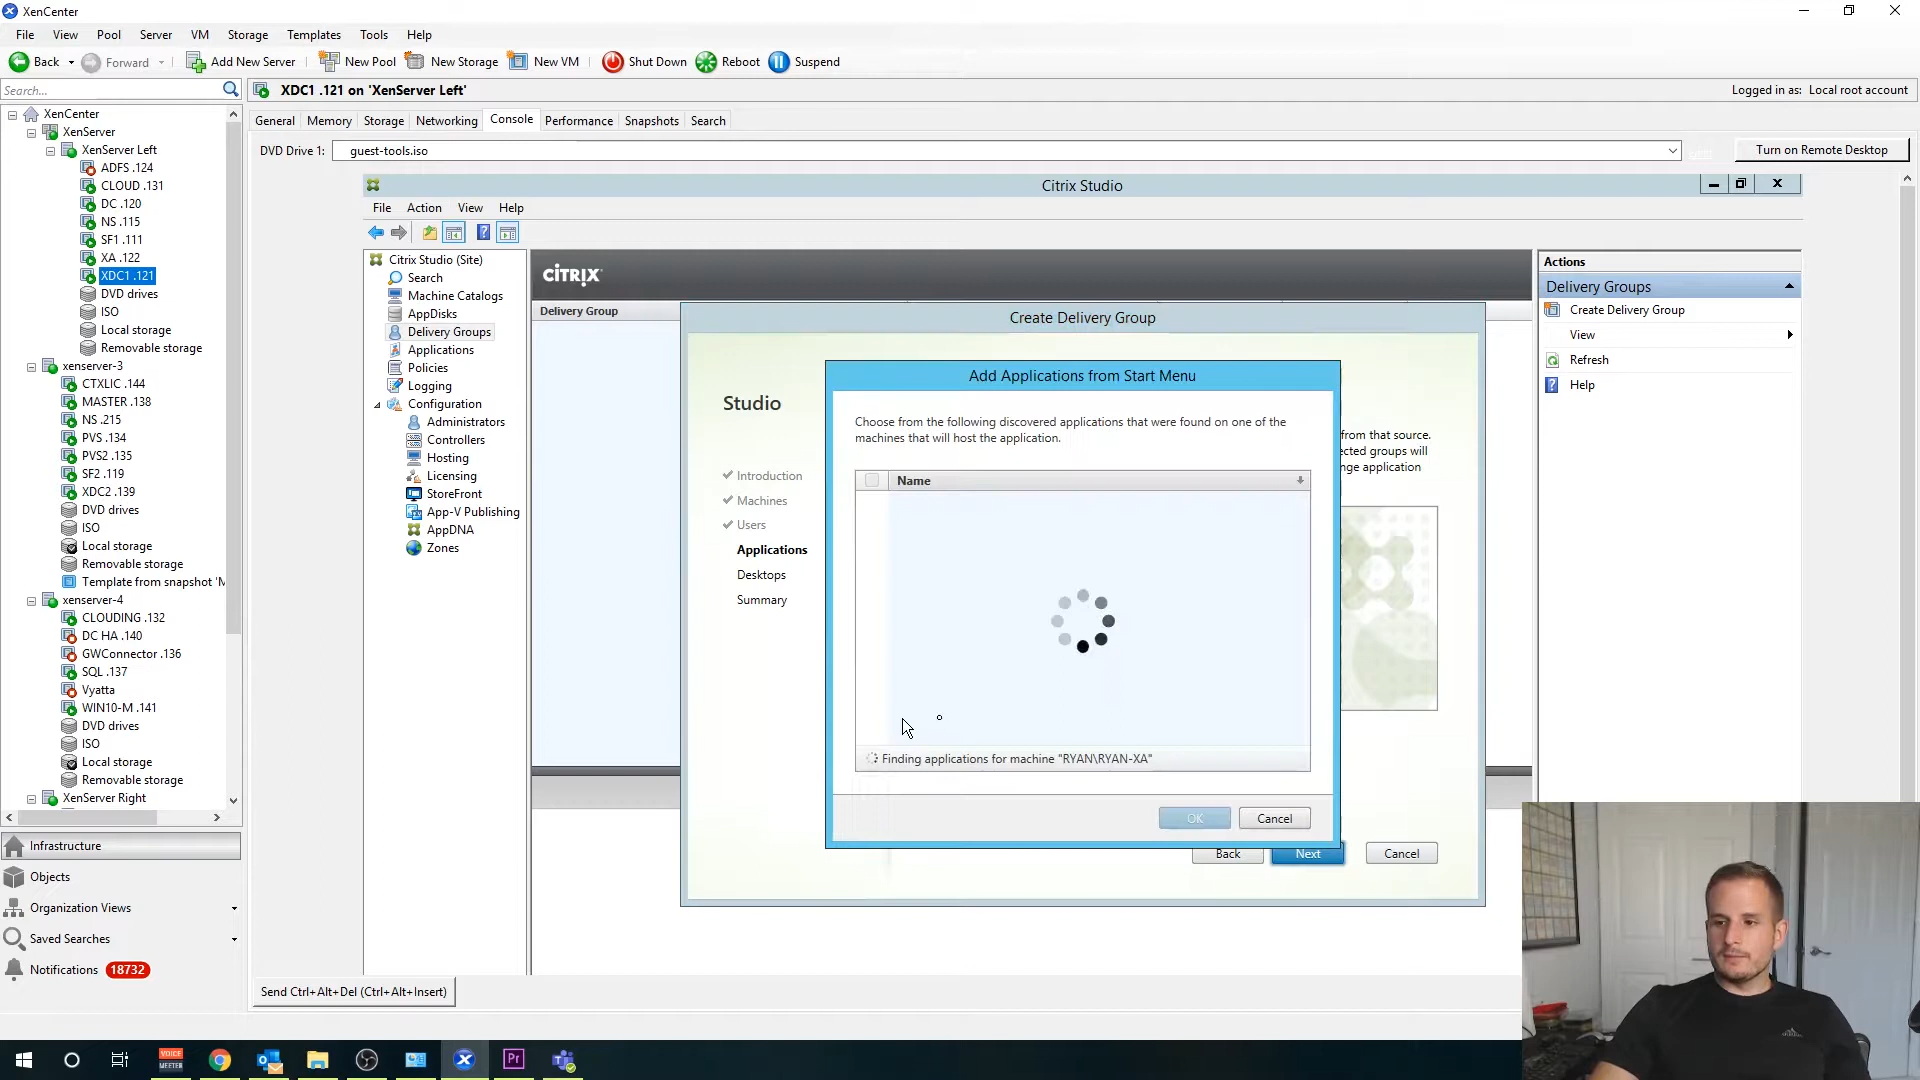 XenCenter
File View Pool Server VM Storage Templates Tools Help
Back Forward Add New Server New Pool New Storage New VM Shut Down Reboot Suspend
Search...
XDC1 .121 on 'XenServer Left'
Logged in as: Local root account
General Memory Storage Networking Console Performance Snapshots Search
DVD Drive 1: guest-tools.iso
Turn on Remote Desktop
XenCenter
XenServer
XenServer Left
ADFS .124
CLOUD .131
DC .120
NS .115
SF1 .111
XA .122
XDC1 .121
DVD drives
ISO
Local storage
Removable storage
xenserver-3
CTXLIC .144
MASTER .138
NS .215
PVS .134
PVS2 .135
SF2 .119
XDC2 .139
DVD drives
ISO
Local storage
Removable storage
Template from snapshot 'M
xenserver-4
CLOUDING .132
DC HA .140
GWConnector .136
SQL .137
Vyatta
WIN10-M .141
DVD drives
ISO
Local storage
Removable storage
XenServer Right
Infrastructure
Objects
Organization Views
Saved Searches
Notifications 18732
Citrix Studio
File Action View Help
Citrix Studio (Site)
Search
Machine Catalogs
AppDisks
Delivery Groups
Applications
Policies
Logging
Configuration
Administrators
Controllers
Hosting
Licensing
StoreFront
App-V Publishing
AppDNA
Zones
CITRIX
Delivery Group
Create Delivery Group
Studio
Introduction
Machines
Users
Applications
Desktops
Summary
from that source.
ected groups will
nge application
Add Applications from Start Menu
Choose from the following discovered applications that were found on one of the
machines that will host the application.
Name
Finding applications for machine "RYAN\RYAN-XA"
OK Cancel
Back Next Cancel
Actions
Delivery Groups
Create Delivery Group
View
Refresh
Help
Send Ctrl+Alt+Del (Ctrl+Alt+Insert)
VOICE
MEETER
Pr